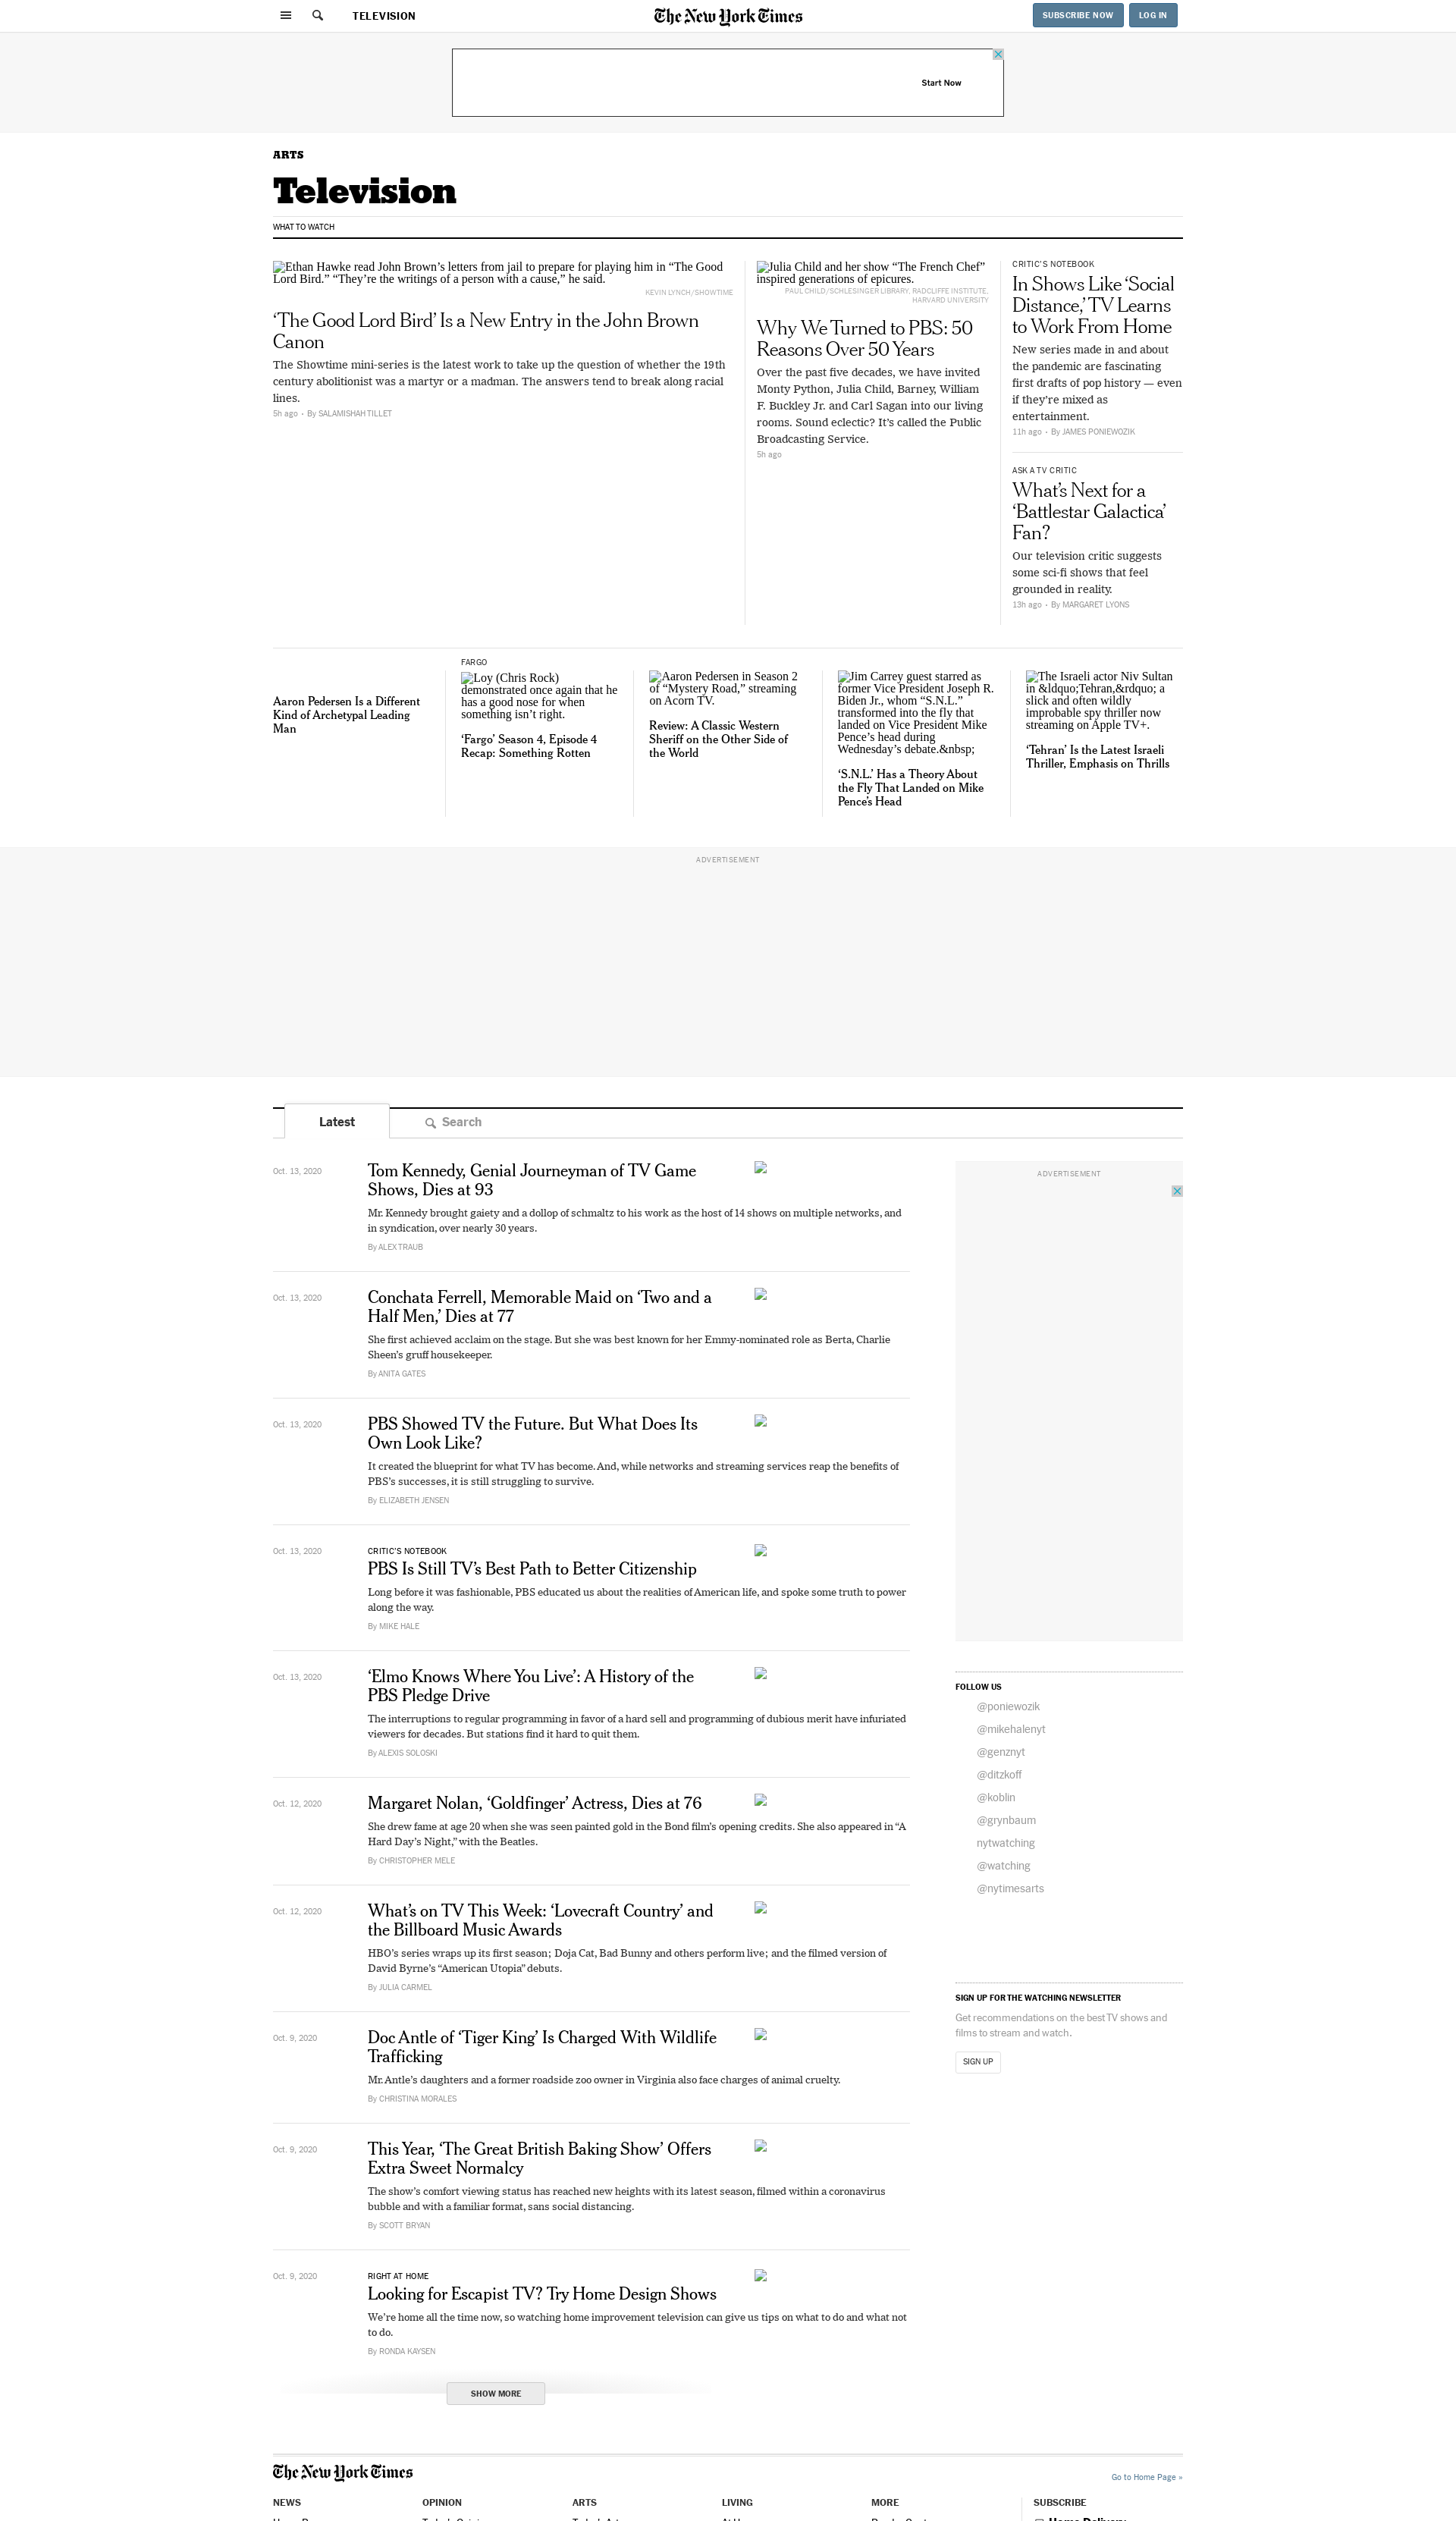 TELEVISION
The New York Times
SUBSCRIBE NOW
LOG IN
Start Now
ARTS
Television
WHAT TO WATCH
Ethan Hawke read John Brown’s letters from jail to prepare for playing him in “The Good
Lord Bird.” “They’re the writings of a person with a cause,” he said.
KEVIN LYNCH/SHOWTIME
‘The Good Lord Bird’ Is a New Entry in the John Brown
Canon
The Showtime mini-series is the latest work to take up the question of whether the 19th
century abolitionist was a martyr or a madman. The answers tend to break along racial
lines.
5h ago • By SALAMISHAH TILLET
Julia Child and her show “The French Chef”
inspired generations of epicures.
PAUL CHILD/SCHLESINGER LIBRARY, RADCLIFFE INSTITUTE,
HARVARD UNIVERSITY
Why We Turned to PBS: 50
Reasons Over 50 Years
Over the past five decades, we have invited
Monty Python, Julia Child, Barney, William
F. Buckley Jr. and Carl Sagan into our living
rooms. Sound eclectic? It’s called the Public
Broadcasting Service.
5h ago
CRITIC’S NOTEBOOK
In Shows Like ‘Social
Distance,’ TV Learns
to Work From Home
New series made in and about
the pandemic are fascinating
first drafts of pop history — even
if they’re mixed as
entertainment.
11h ago • By JAMES PONIEWOZIK
ASK A TV CRITIC
What’s Next for a
‘Battlestar Galactica’
Fan?
Our television critic suggests
some sci-fi shows that feel
grounded in reality.
13h ago • By MARGARET LYONS
Aaron Pedersen Is a Different
Kind of Archetypal Leading
Man
FARGO
Loy (Chris Rock)
demonstrated once again that he
has a good nose for when
something isn’t right.
‘Fargo’ Season 4, Episode 4
Recap: Something Rotten
Aaron Pedersen in Season 2
of “Mystery Road,” streaming
on Acorn TV.
Review: A Classic Western
Sheriff on the Other Side of
the World
Jim Carrey guest starred as
former Vice President Joseph R.
Biden Jr., whom “S.N.L.”
transformed into the fly that
landed on Vice President Mike
Pence’s head during
Wednesday’s debate.&nbsp;
‘S.N.L.’ Has a Theory About
the Fly That Landed on Mike
Pence’s Head
The Israeli actor Niv Sultan
in &ldquo;Tehran,&rdquo; a
slick and often wildly
improbable spy thriller now
streaming on Apple TV+.
‘Tehran’ Is the Latest Israeli
Thriller, Emphasis on Thrills
ADVERTISEMENT
Latest
Search
Oct. 13, 2020
Tom Kennedy, Genial Journeyman of TV Game
Shows, Dies at 93
Mr. Kennedy brought gaiety and a dollop of schmaltz to his work as the host of 14 shows on multiple networks, and
in syndication, over nearly 30 years.
By ALEX TRAUB
Oct. 13, 2020
Conchata Ferrell, Memorable Maid on ‘Two and a
Half Men,’ Dies at 77
She first achieved acclaim on the stage. But she was best known for her Emmy-nominated role as Berta, Charlie
Sheen’s gruff housekeeper.
By ANITA GATES
Oct. 13, 2020
PBS Showed TV the Future. But What Does Its
Own Look Like?
It created the blueprint for what TV has become. And, while networks and streaming services reap the benefits of
PBS’s successes, it is still struggling to survive.
By ELIZABETH JENSEN
Oct. 13, 2020
CRITIC’S NOTEBOOK
PBS Is Still TV’s Best Path to Better Citizenship
Long before it was fashionable, PBS educated us about the realities of American life, and spoke some truth to power
along the way.
By MIKE HALE
Oct. 13, 2020
‘Elmo Knows Where You Live’: A History of the
PBS Pledge Drive
The interruptions to regular programming in favor of a hard sell and programming of dubious merit have infuriated
viewers for decades. But stations find it hard to quit them.
By ALEXIS SOLOSKI
Oct. 12, 2020
Margaret Nolan, ‘Goldfinger’ Actress, Dies at 76
She drew fame at age 20 when she was seen painted gold in the Bond film’s opening credits. She also appeared in “A
Hard Day’s Night,” with the Beatles.
By CHRISTOPHER MELE
Oct. 12, 2020
What’s on TV This Week: ‘Lovecraft Country’ and
the Billboard Music Awards
HBO’s series wraps up its first season; Doja Cat, Bad Bunny and others perform live; and the filmed version of
David Byrne’s “American Utopia” debuts.
By JULIA CARMEL
Oct. 9, 2020
Doc Antle of ‘Tiger King’ Is Charged With Wildlife
Trafficking
Mr. Antle’s daughters and a former roadside zoo owner in Virginia also face charges of animal cruelty.
By CHRISTINA MORALES
Oct. 9, 2020
This Year, ‘The Great British Baking Show’ Offers
Extra Sweet Normalcy
The show’s comfort viewing status has reached new heights with its latest season, filmed within a coronavirus
bubble and with a familiar format, sans social distancing.
By SCOTT BRYAN
Oct. 9, 2020
RIGHT AT HOME
Looking for Escapist TV? Try Home Design Shows
We’re home all the time now, so watching home improvement television can give us tips on what to do and what not
to do.
By RONDA KAYSEN
SHOW MORE
ADVERTISEMENT
FOLLOW US
@poniewozik
@mikehalenyt
@genznyt
@ditzkoff
@koblin
@grynbaum
nytwatching
@watching
@nytimesarts
SIGN UP FOR THE WATCHING NEWSLETTER
Get recommendations on the best TV shows and
films to stream and watch.
SIGN UP
The New York Times
Go to Home Page »
NEWS
OPINION
ARTS
LIVING
MORE
SUBSCRIBE